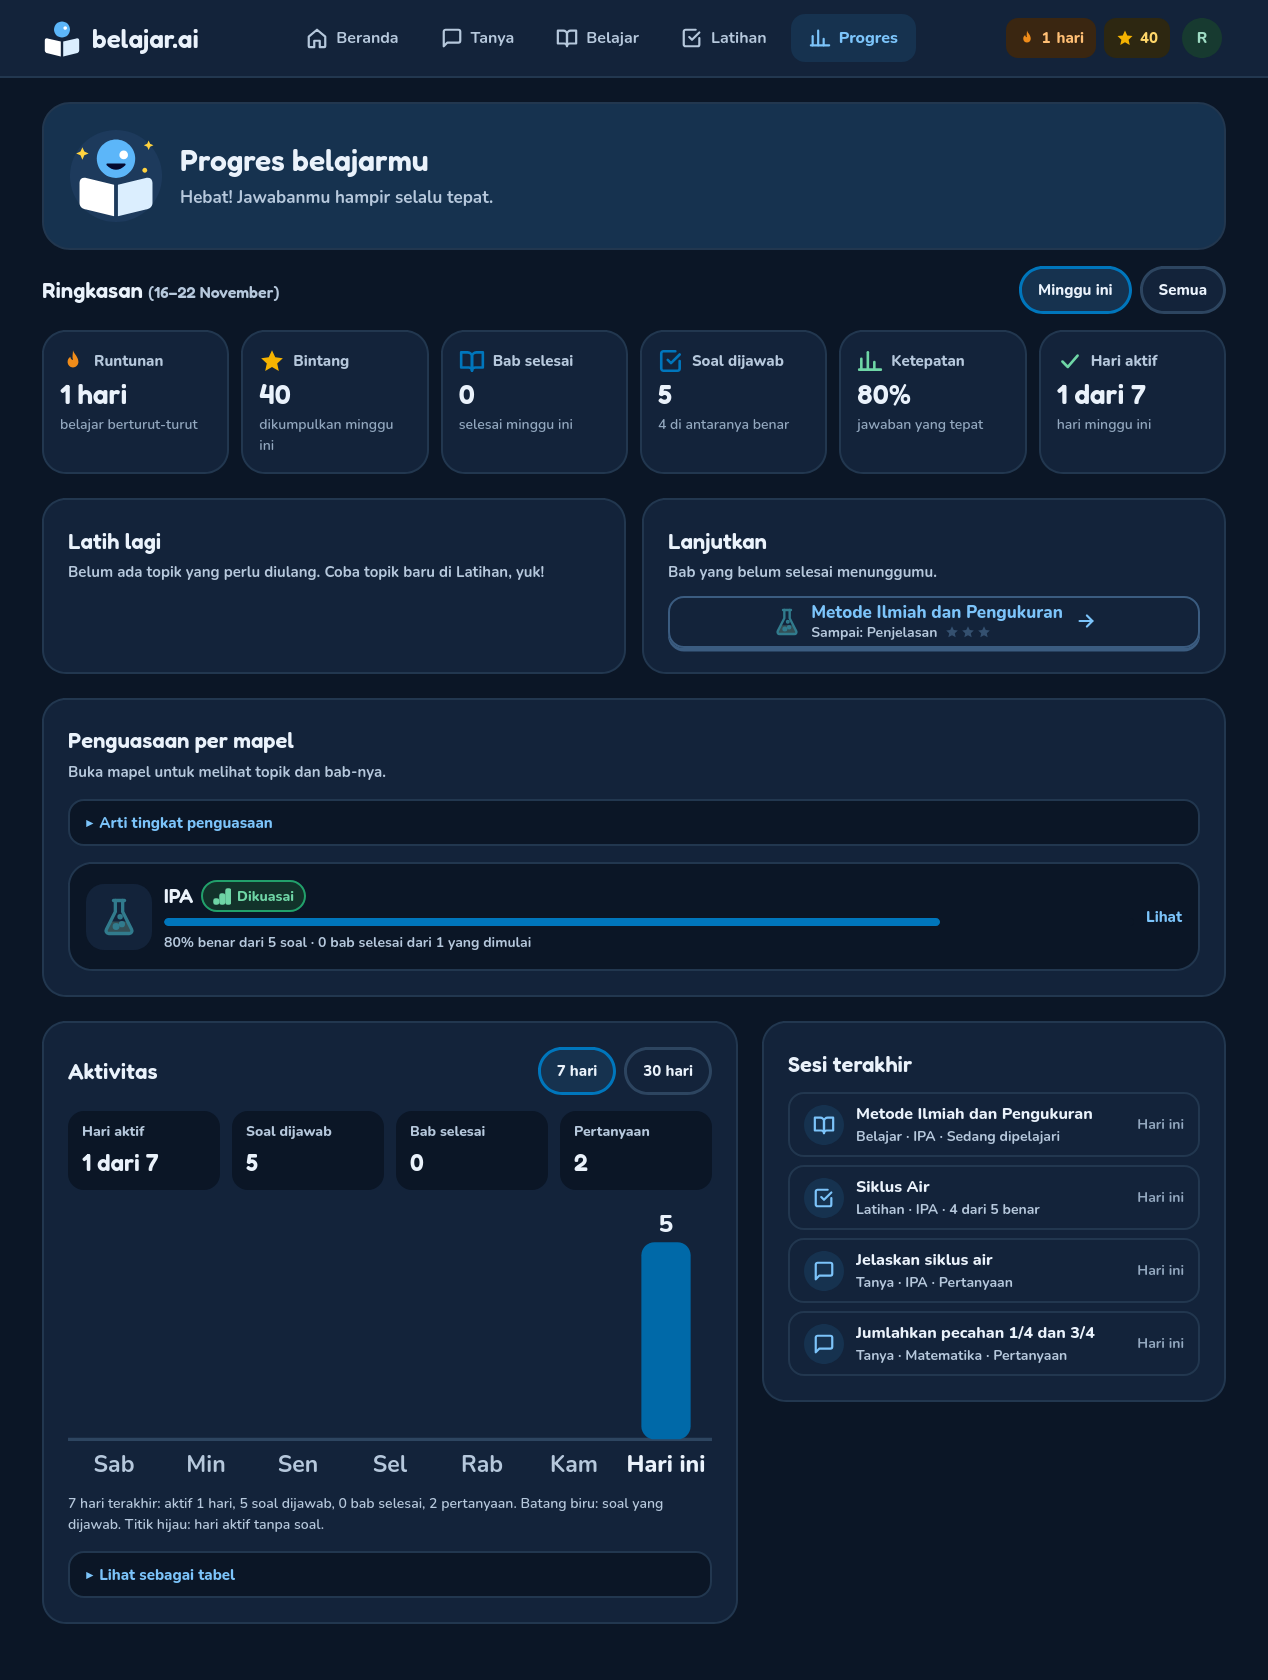 belajar.ai
Beranda
Tanya
Belajar
Latihan
Progres
1 hari
40
R
Progres belajarmu
Hebat! Jawabanmu hampir selalu tepat.
Ringkasan (16–22 November)
Minggu ini
Semua
Runtunan
1 hari
belajar berturut-turut
Bintang
40
dikumpulkan minggu
ini
Bab selesai
0
selesai minggu ini
Soal dijawab
5
4 di antaranya benar
Ketepatan
80%
jawaban yang tepat
Hari aktif
1 dari 7
hari minggu ini
Latih lagi
Belum ada topik yang perlu diulang. Coba topik baru di Latihan, yuk!
Lanjutkan
Bab yang belum selesai menunggumu.
Metode Ilmiah dan Pengukuran
Sampai: Penjelasan
Penguasaan per mapel
Buka mapel untuk melihat topik dan bab-nya.
Arti tingkat penguasaan
IPA
Dikuasai
80% benar dari 5 soal · 0 bab selesai dari 1 yang dimulai
Lihat
Aktivitas
7 hari
30 hari
Hari aktif
1 dari 7
Soal dijawab
5
Bab selesai
0
Pertanyaan
2
5
Sab
Min
Sen
Sel
Rab
Kam
Hari ini
7 hari terakhir: aktif 1 hari, 5 soal dijawab, 0 bab selesai, 2 pertanyaan. Batang biru: soal yang
dijawab. Titik hijau: hari aktif tanpa soal.
Lihat sebagai tabel
Sesi terakhir
Metode Ilmiah dan Pengukuran
Belajar · IPA · Sedang dipelajari
Hari ini
Siklus Air
Latihan · IPA · 4 dari 5 benar
Hari ini
Jelaskan siklus air
Tanya · IPA · Pertanyaan
Hari ini
Jumlahkan pecahan 1/4 dan 3/4
Tanya · Matematika · Pertanyaan
Hari ini